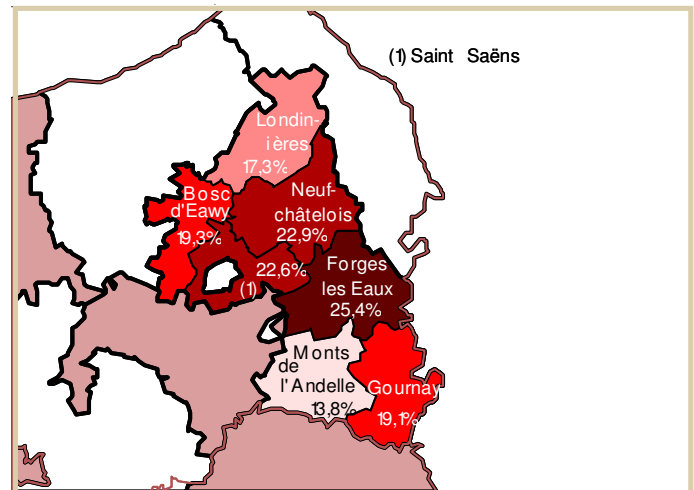 (1) Saint Saëns
Londin-
ières
17,3%
Bosc
d'Eawy
19,3%
Neuf-
châtelois
22,9%
22,6%
(1)
Forges
les Eaux
25,4%
Monts
de
l'Andelle
13,8%
Gournay
19,1%